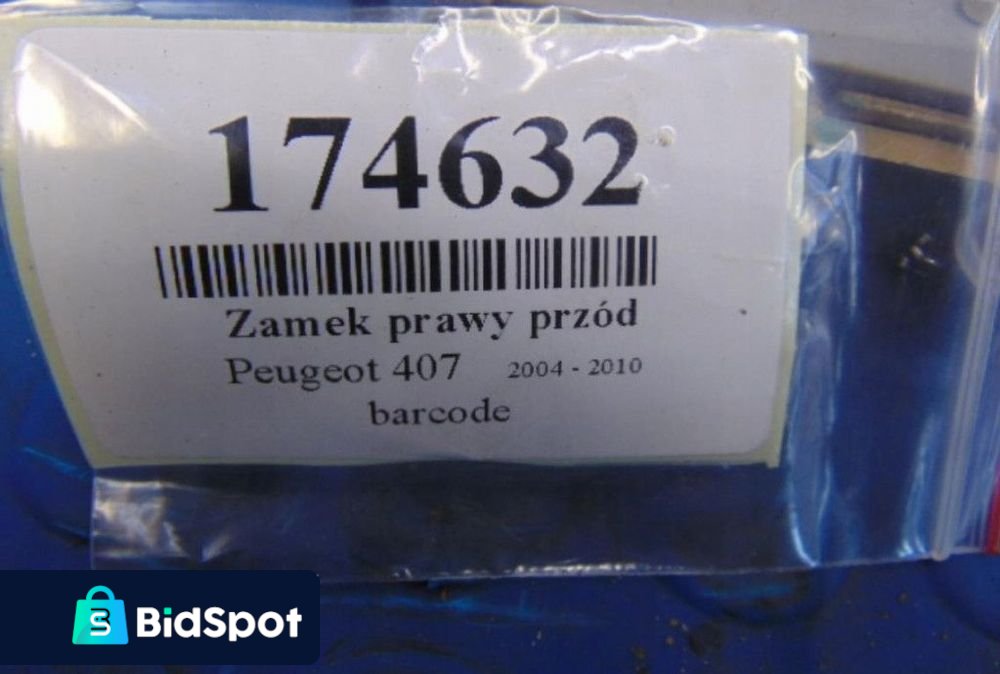 174632
Zamek prawy przód
Peugeot 407 2004 - 2010
barcode
BidSpot